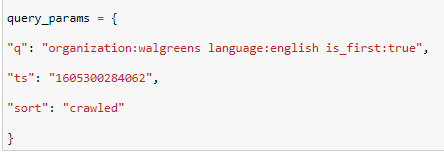 query_params = {
"q": "organization:walgreens language:english is_first:true",
"ts": "1605300284062",
"sort": "crawled"
}